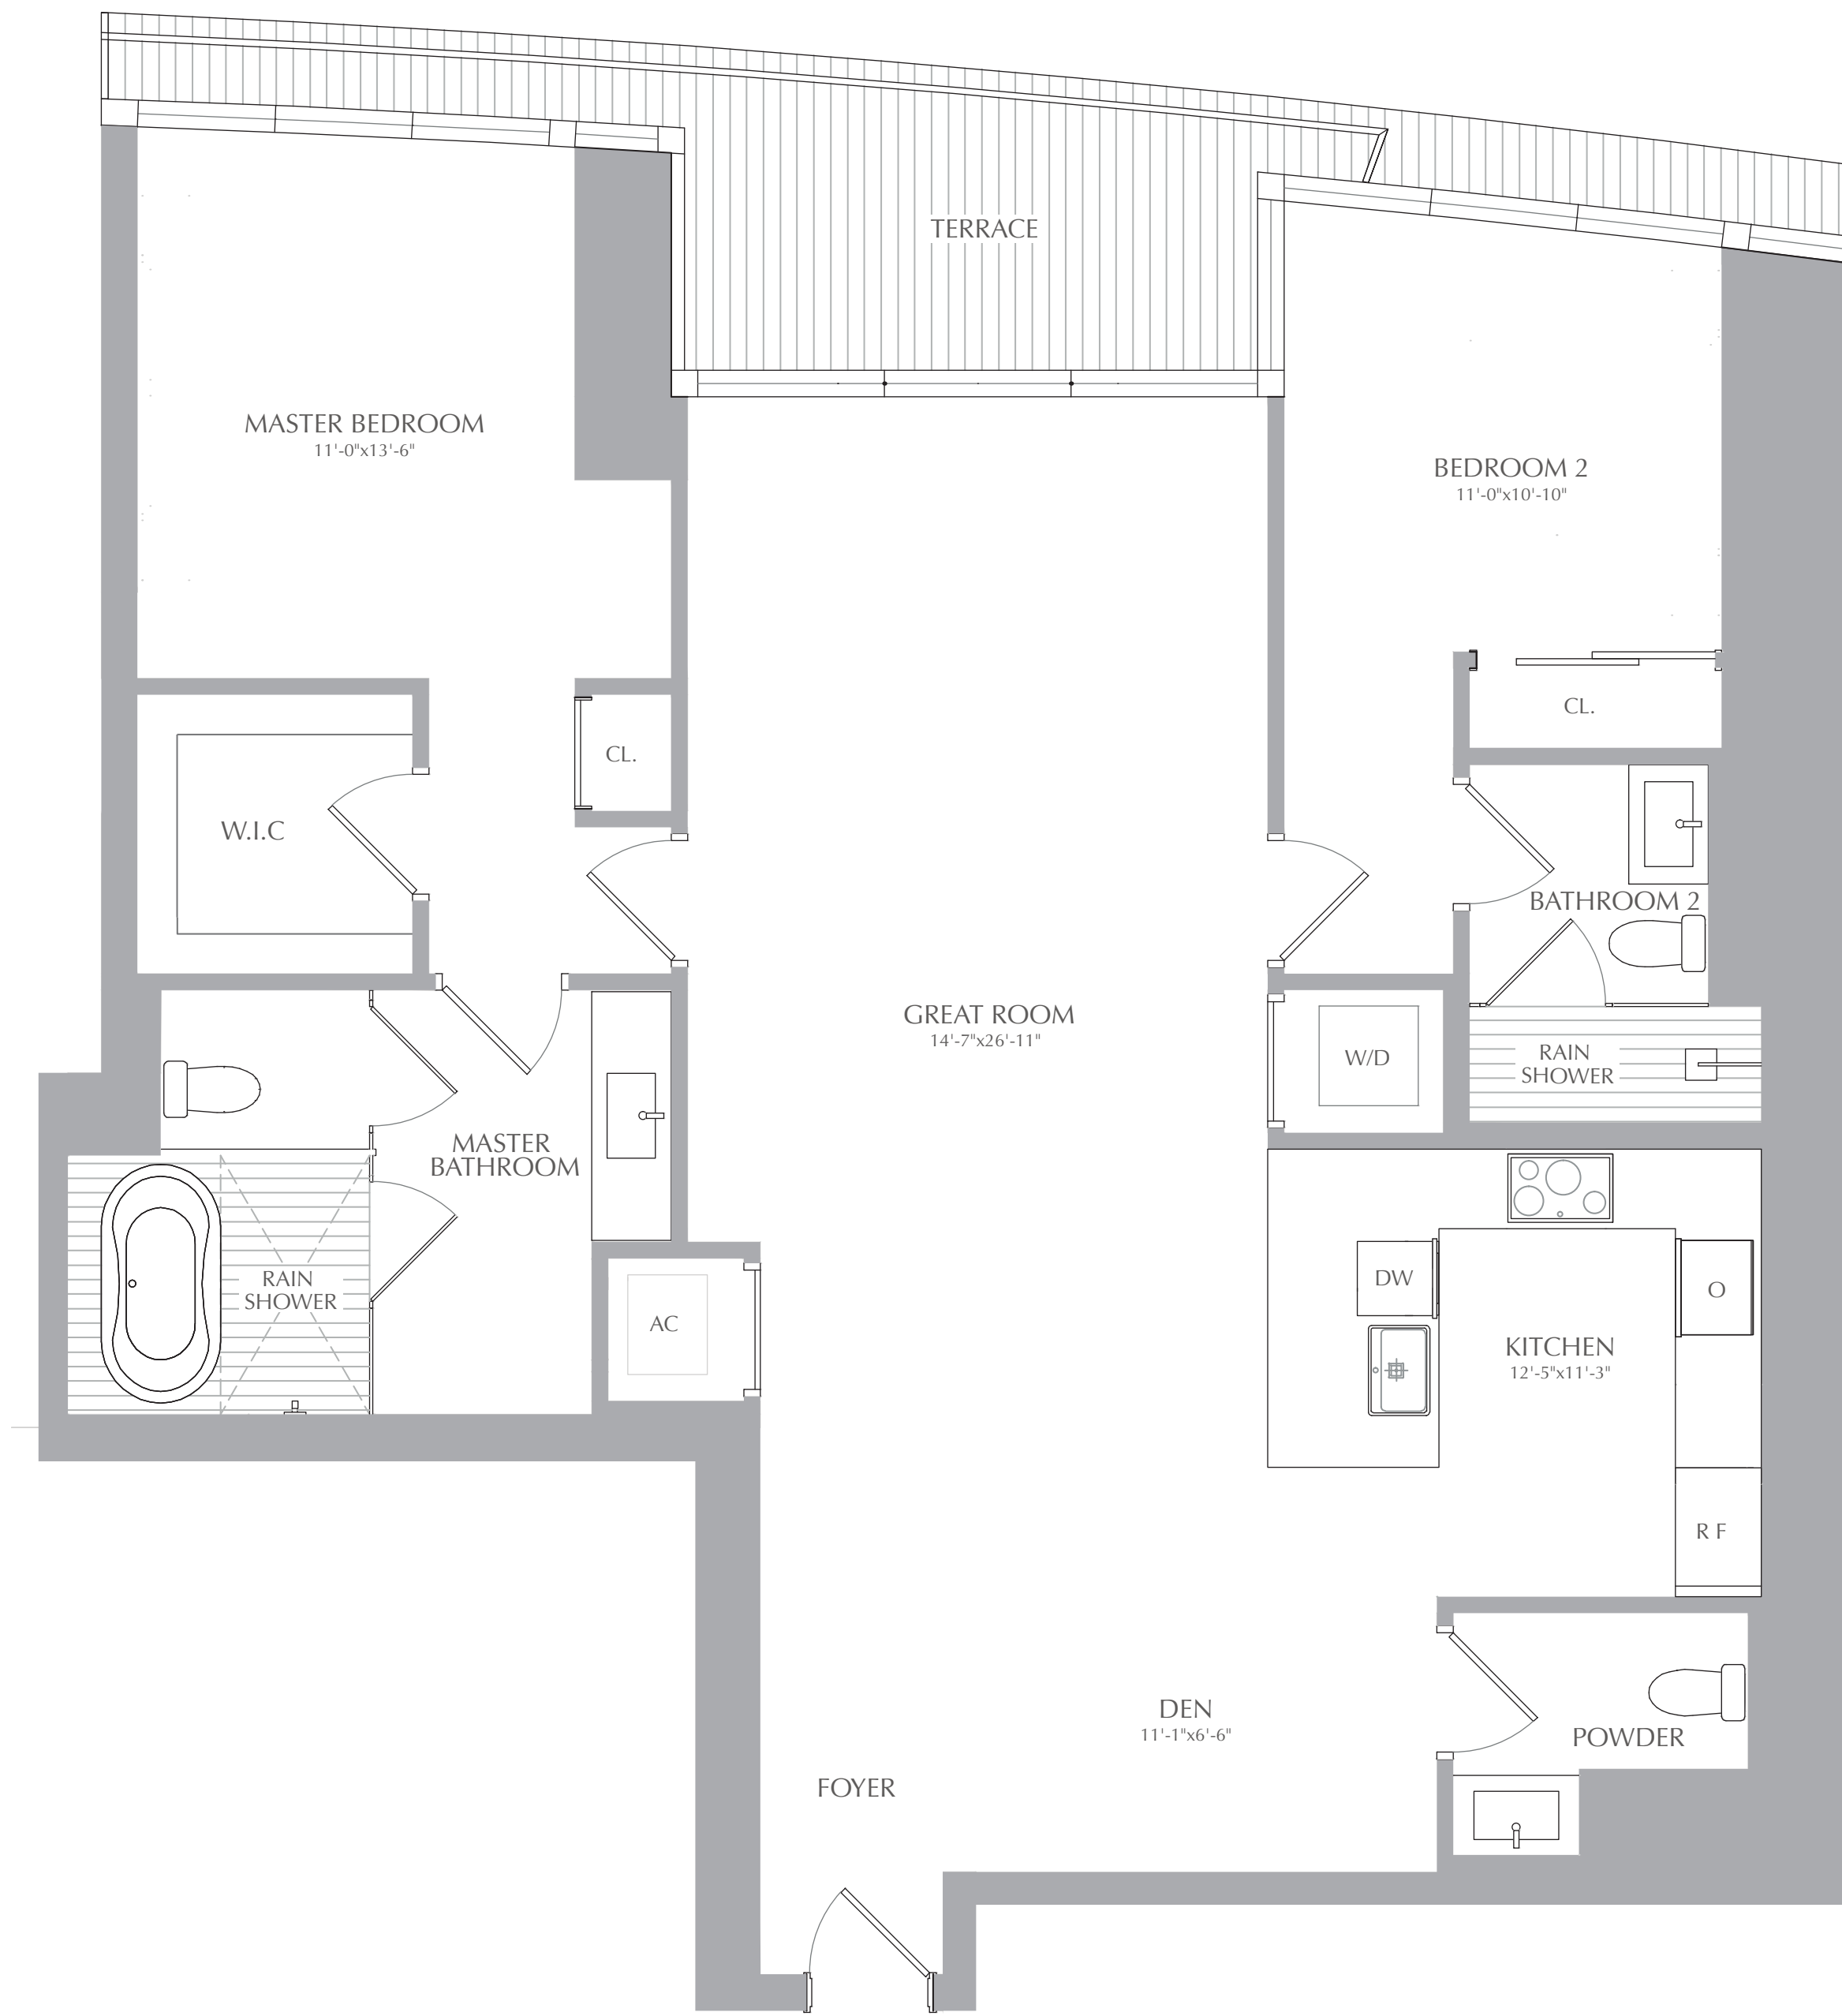 TERRACE
MASTER BEDROOM
11'-0"x13'-6"
BEDROOM 2
11'-0"x10'-10"
CL.
CL.
W.I.C
BATHROOM 2
GREAT ROOM
14'-7"x26'-11"
W/D
RAIN
SHOWER
MASTER
BATHROOM
RAIN
SHOWER
AC
DW
O
KITCHEN
12'-5"x11'-3"
R F
DEN
11'-1"x6'-6"
POWDER
FOYER